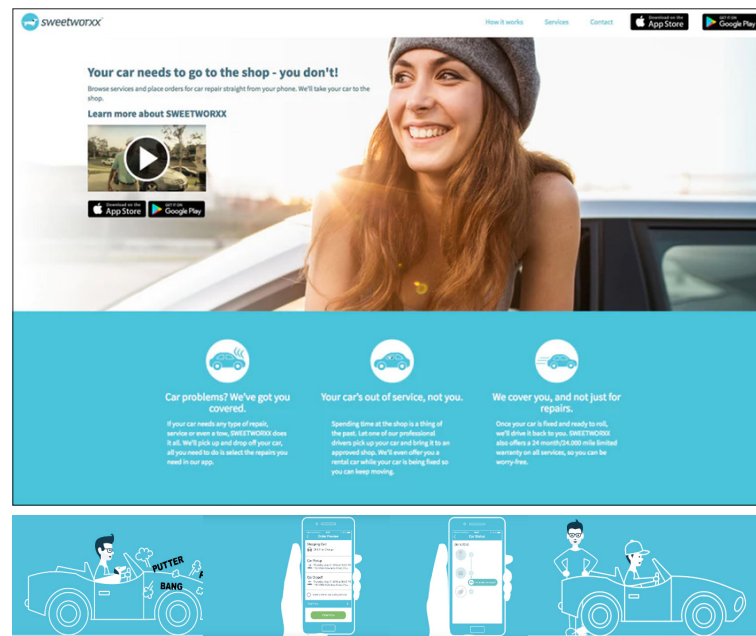 sweetworxx
How it works Services Contact Download on the App Store GET IT ON Google Play
Your car needs to go to the shop - you don't!
Browse services and place orders for car repair straight from your phone. We'll take your car to the
shop.
Learn more about SWEETWORXX
Download on the App Store GET IT ON Google Play
Car problems? We've got you
covered.
If your car needs any type of repair,
service or even a tow, SWEETWORXX does
it all. We'll pick up and drop off your car,
all you need to do is select the repairs you
need in our app.
Your car's out of service, not you.
Spending time at the shop is a thing of
the past. Let one of our professional
drivers pick up your car and bring it to an
approved shop. We'll even offer you a
rental car while your car is being fixed so
you can keep moving.
We cover you, and not just for
repairs.
Once your car is fixed and ready to roll,
we'll drive it back to you. SWEETWORXX
also offers a 24 month/24,000 mile limited
warranty on all services, so you can be
worry-free.
PUTTER
BANG
Order Preview
Shopping Cart
Car Pickup
Car Dropoff
Car Status